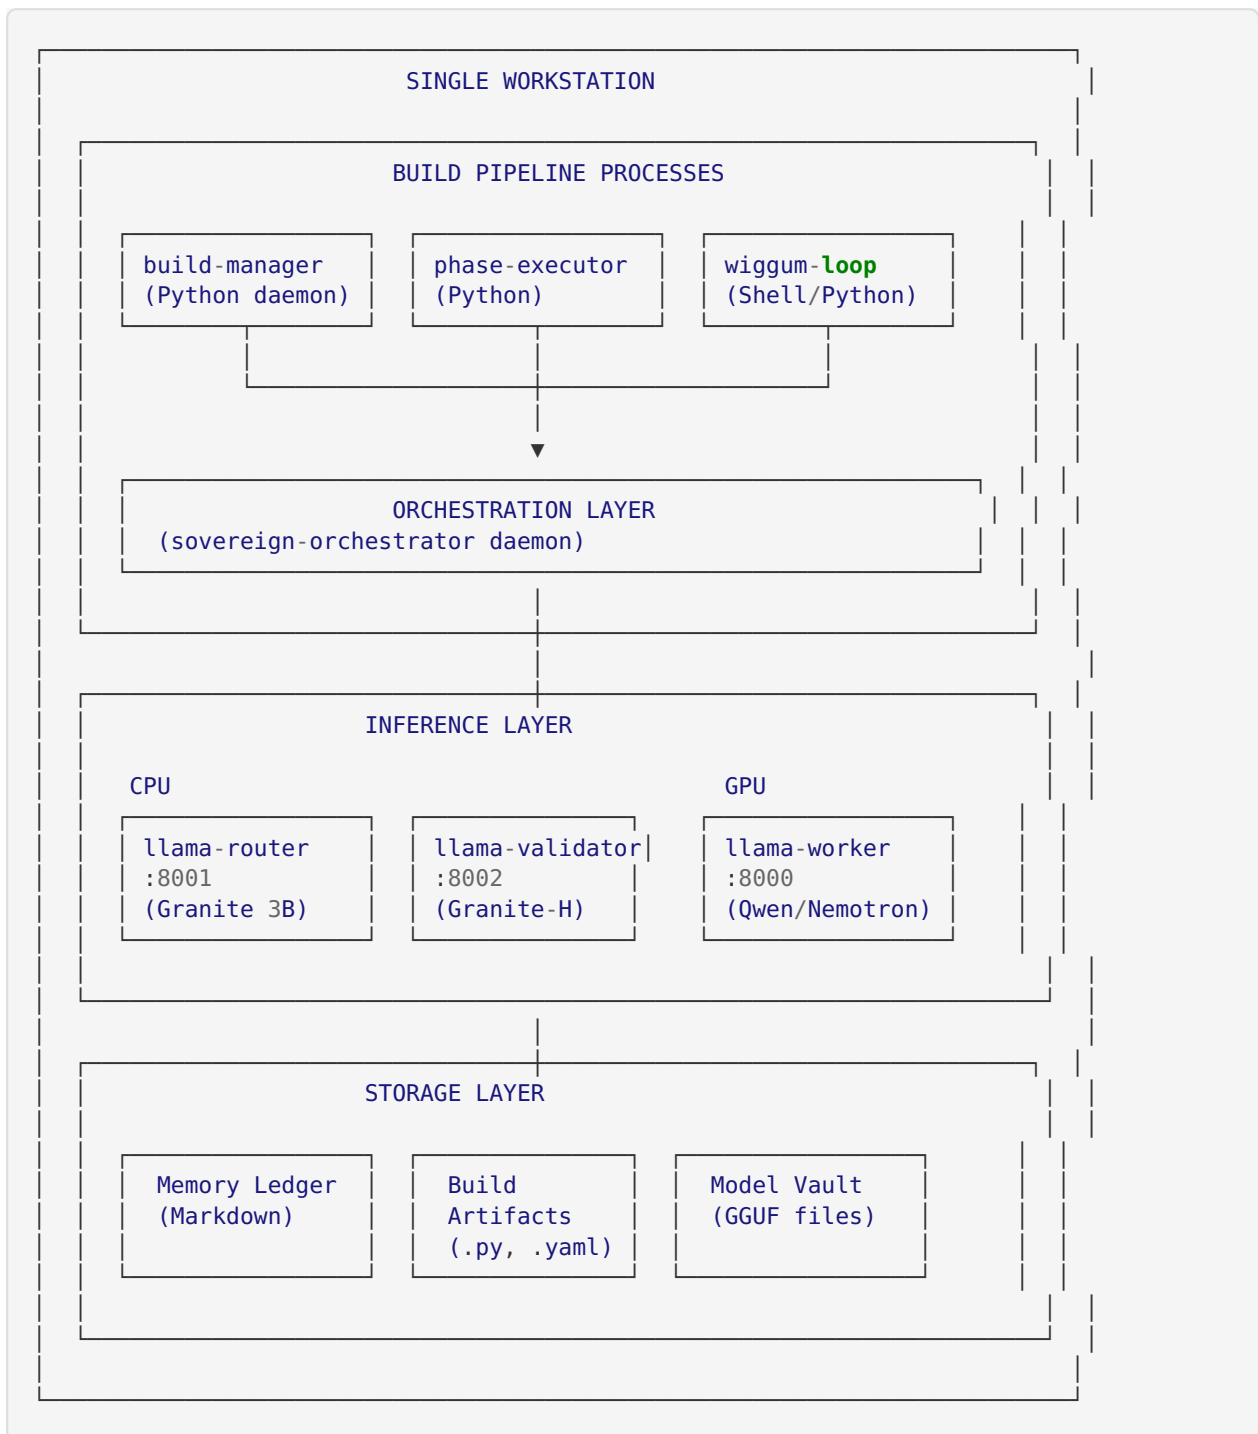 SINGLE WORKSTATION
BUILD PIPELINE PROCESSES
build-manager phase-executor wiggum-loop
(Python daemon) (Python) (Shell/Python)
ORCHESTRATION LAYER
(sovereign-orchestrator daemon)
INFERENCE LAYER
CPU GPU
llama-router llama-validator llama-worker
:8001 :8002 :8000
(Granite 3B) (Granite-H) (Qwen/Nemotron)
STORAGE LAYER
Memory Ledger Build Model Vault
(Markdown) Artifacts (GGUF files)
(.py, .yaml)